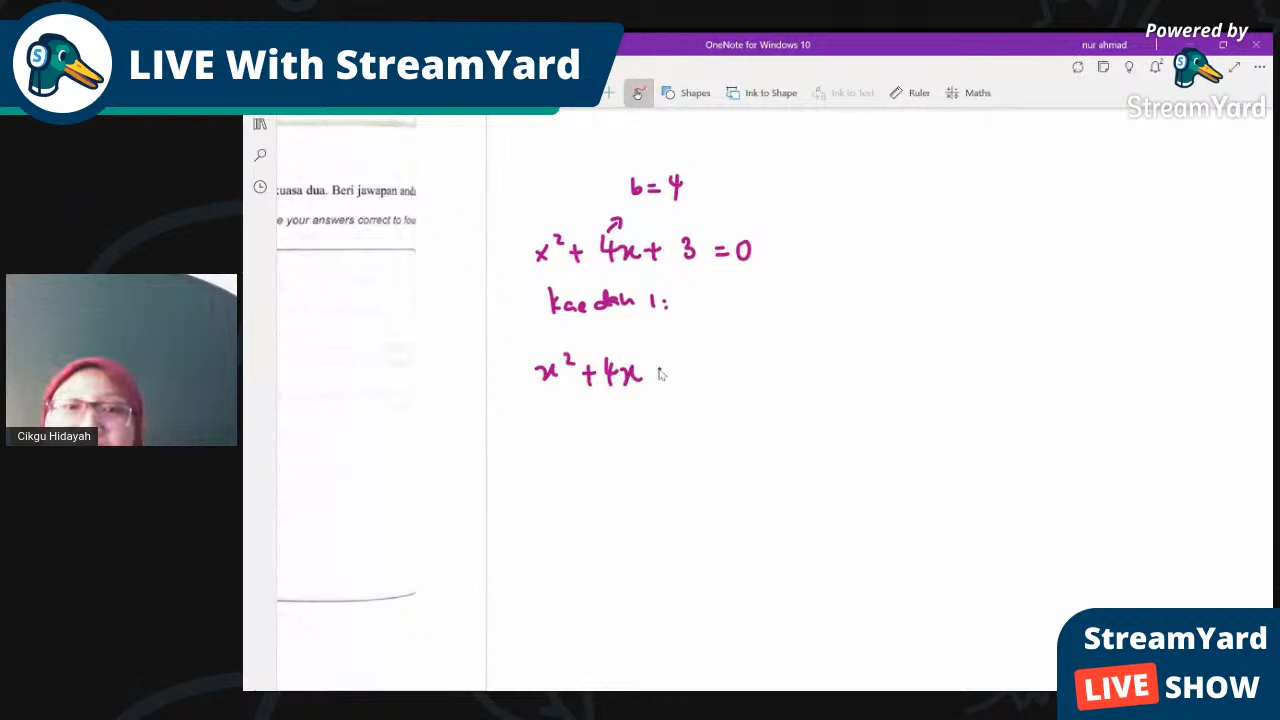 LIVE With StreamYard
OneNote for Windows 10
nur ahmad
Powered by
StreamYard
Shapes
Ink to Shape
Ink to Text
Ruler
Maths
kuasa dua. Beri jawapan anda
e your answers correct to fou
b = 4
x² + 4x + 3 = 0
kaedah 1:
x² + 4x
Cikgu Hidayah
StreamYard
LIVE SHOW